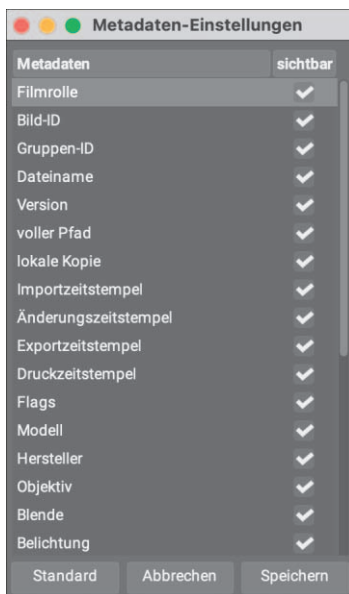 Metadaten-Einstellungen
Metadaten sichtbar
Filmrolle
Bild-ID
Gruppen-ID
Dateiname
Version
voller Pfad
lokale Kopie
Importzeitstempel
Änderungszeitstempel
Exportzeitstempel
Druckzeitstempel
Flags
Modell
Hersteller
Objektiv
Blende
Belichtung
Standard Abbrechen Speichern